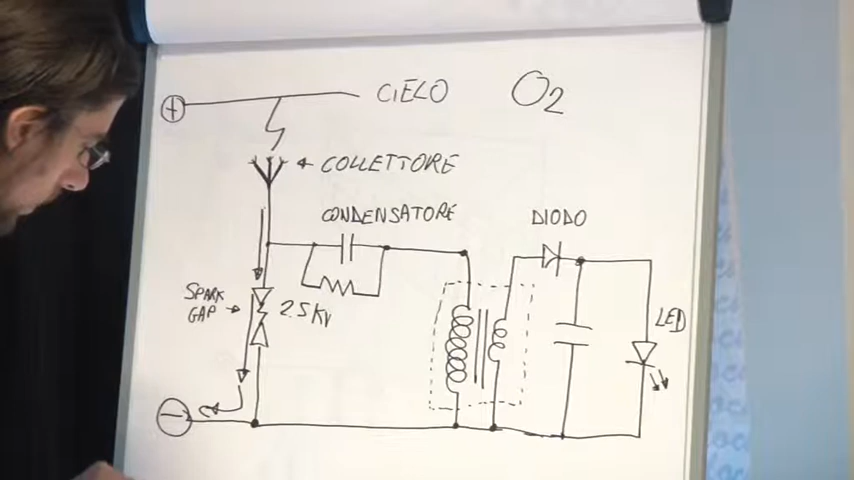 +
CIELO
O2
COLLETTORE
CONDENSATORE
DIODO
SPARK
GAP
2.5KV
LED
−